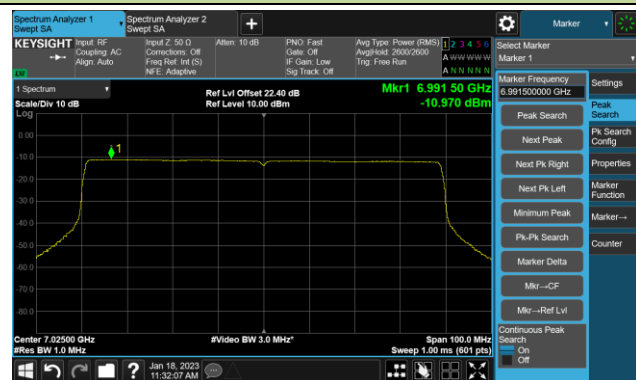 Spectrum Analyzer 1
Swept SA
Spectrum Analyzer 2
Swept SA
+
Marker
KEYSIGHT
Input: RF
Coupling: AC
Align: Auto
Input Z: 50 Ω
Corrections: Off
Freq Ref: Int (S)
NFE: Adaptive
Atten: 10 dB
PNO: Fast
Gate: Off
IF Gain: Low
Sig Track: Off
Avg Type: Power (RMS)
Avg|Hold: 2600/2600
Trig: Free Run
1 2 3 4 5 6
A W W W W W
A N N N N N
LXI
Select Marker
Marker 1
1 Spectrum
Scale/Div 10 dB
Log
Ref Lvl Offset 22.40 dB
Ref Level 10.00 dBm
Mkr1 6.991 50 GHz
-10.970 dBm
0.00
-10.0
-20.0
-30.0
-40.0
-50.0
-60.0
-70.0
-80.0
1
Center 7.02500 GHz
#Res BW 1.0 MHz
#Video BW 3.0 MHz*
Span 100.0 MHz
Sweep 1.00 ms (601 pts)
Marker Frequency
6.991500000 GHz
Peak Search
Next Peak
Next Pk Right
Next Pk Left
Minimum Peak
Pk-Pk Search
Marker Delta
Mkr→CF
Mkr→Ref Lvl
Continuous Peak
Search
On
Off
Settings
Peak
Search
Pk Search
Config
Properties
Marker
Function
Marker→
Counter
?
Jan 18, 2023
11:32:07 AM